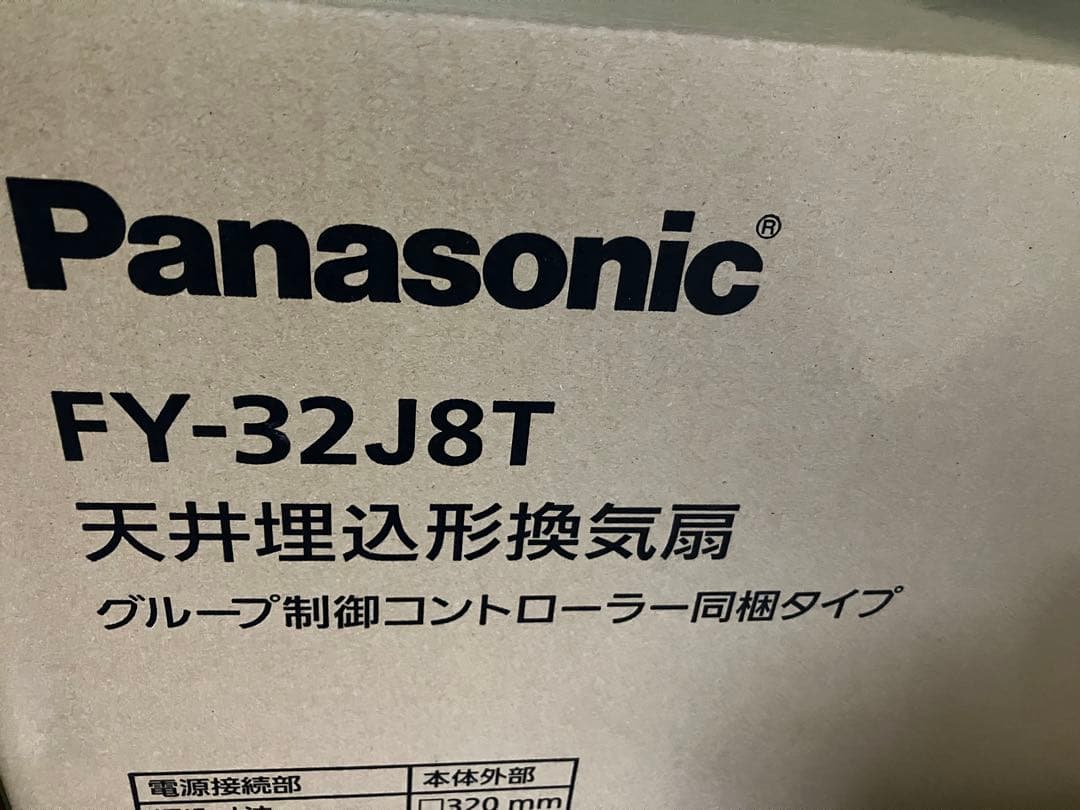 Panasonic®
FY-32J8T
天井埋込形換気扇
グループ制御コントローラー同梱タイプ
電源接続部 本体外部
□320 mm